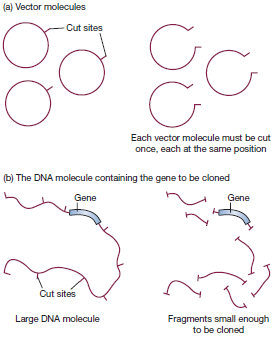 (a) Vector molecules
Cut sites
Each vector molecule must be cut
once, each at the same position
(b) The DNA molecule containing the gene to be cloned
Gene
Gene
Cut sites
Large DNA molecule
Fragments small enough
to be cloned